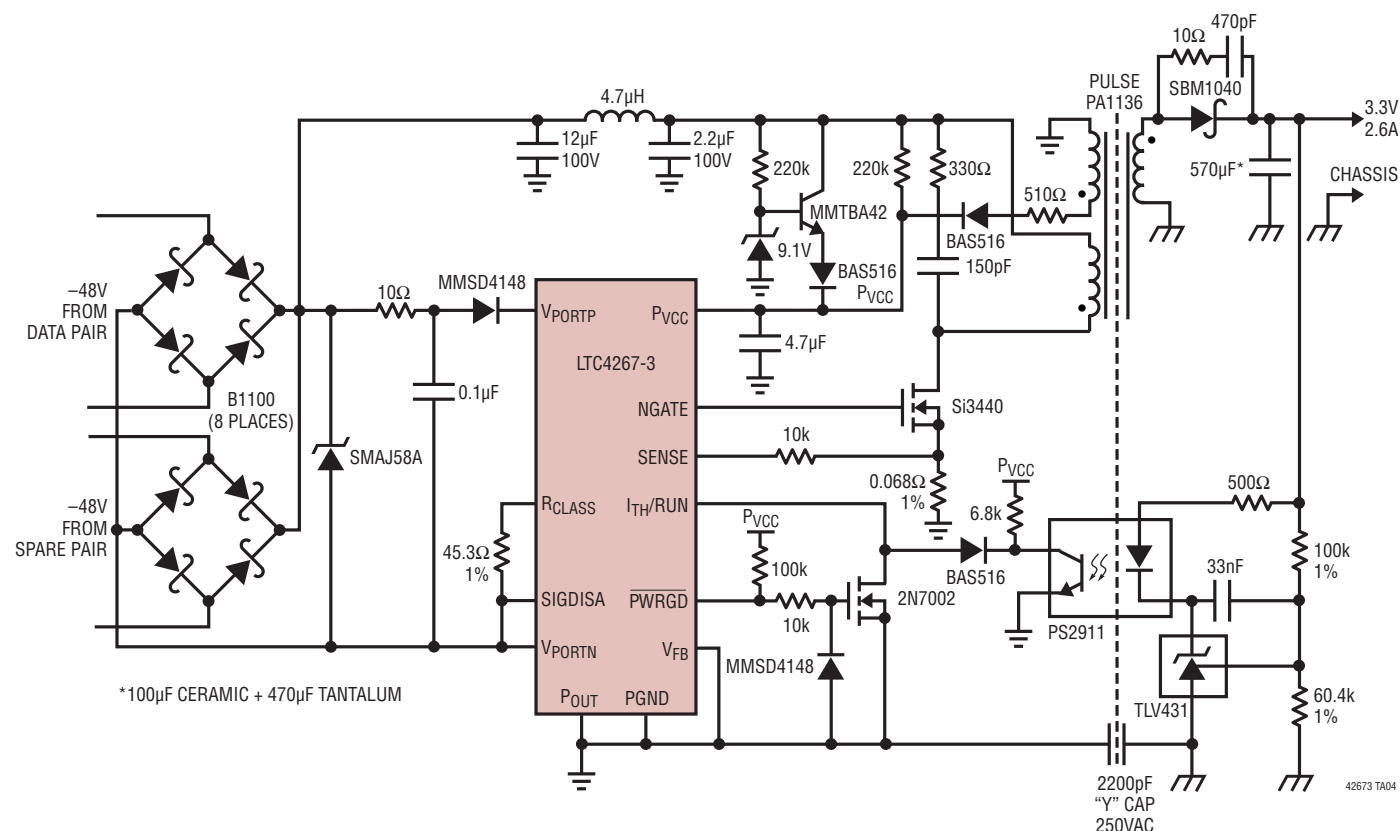 470pF
10Ω
PULSE
PA1136
SBM1040
3.3V
2.6A
4.7µH
12µF
100V
2.2µF
100V
220k
220k
330Ω
510Ω
570µF*
CHASSIS
MMTBA42
BAS516
9.1V
BAS516
150pF
–48V
FROM
DATA PAIR
10Ω
MMSD4148
VPORTP
PVCC
PVCC
LTC4267-3
4.7µF
B1100
(8 PLACES)
0.1µF
NGATE
Si3440
10k
SMAJ58A
SENSE
0.068Ω
1%
PVCC
500Ω
–48V
FROM
SPARE PAIR
RCLASS
ITH/RUN
6.8k
PVCC
45.3Ω
1%
100k
BAS516
33nF
100k
1%
SIGDISA
PWRGD
10k
2N7002
PS2911
VPORTN
VFB
MMSD4148
*100µF CERAMIC + 470µF TANTALUM
POUT
PGND
TLV431
60.4k
1%
2200pF
“Y” CAP
250VAC
42673 TA04